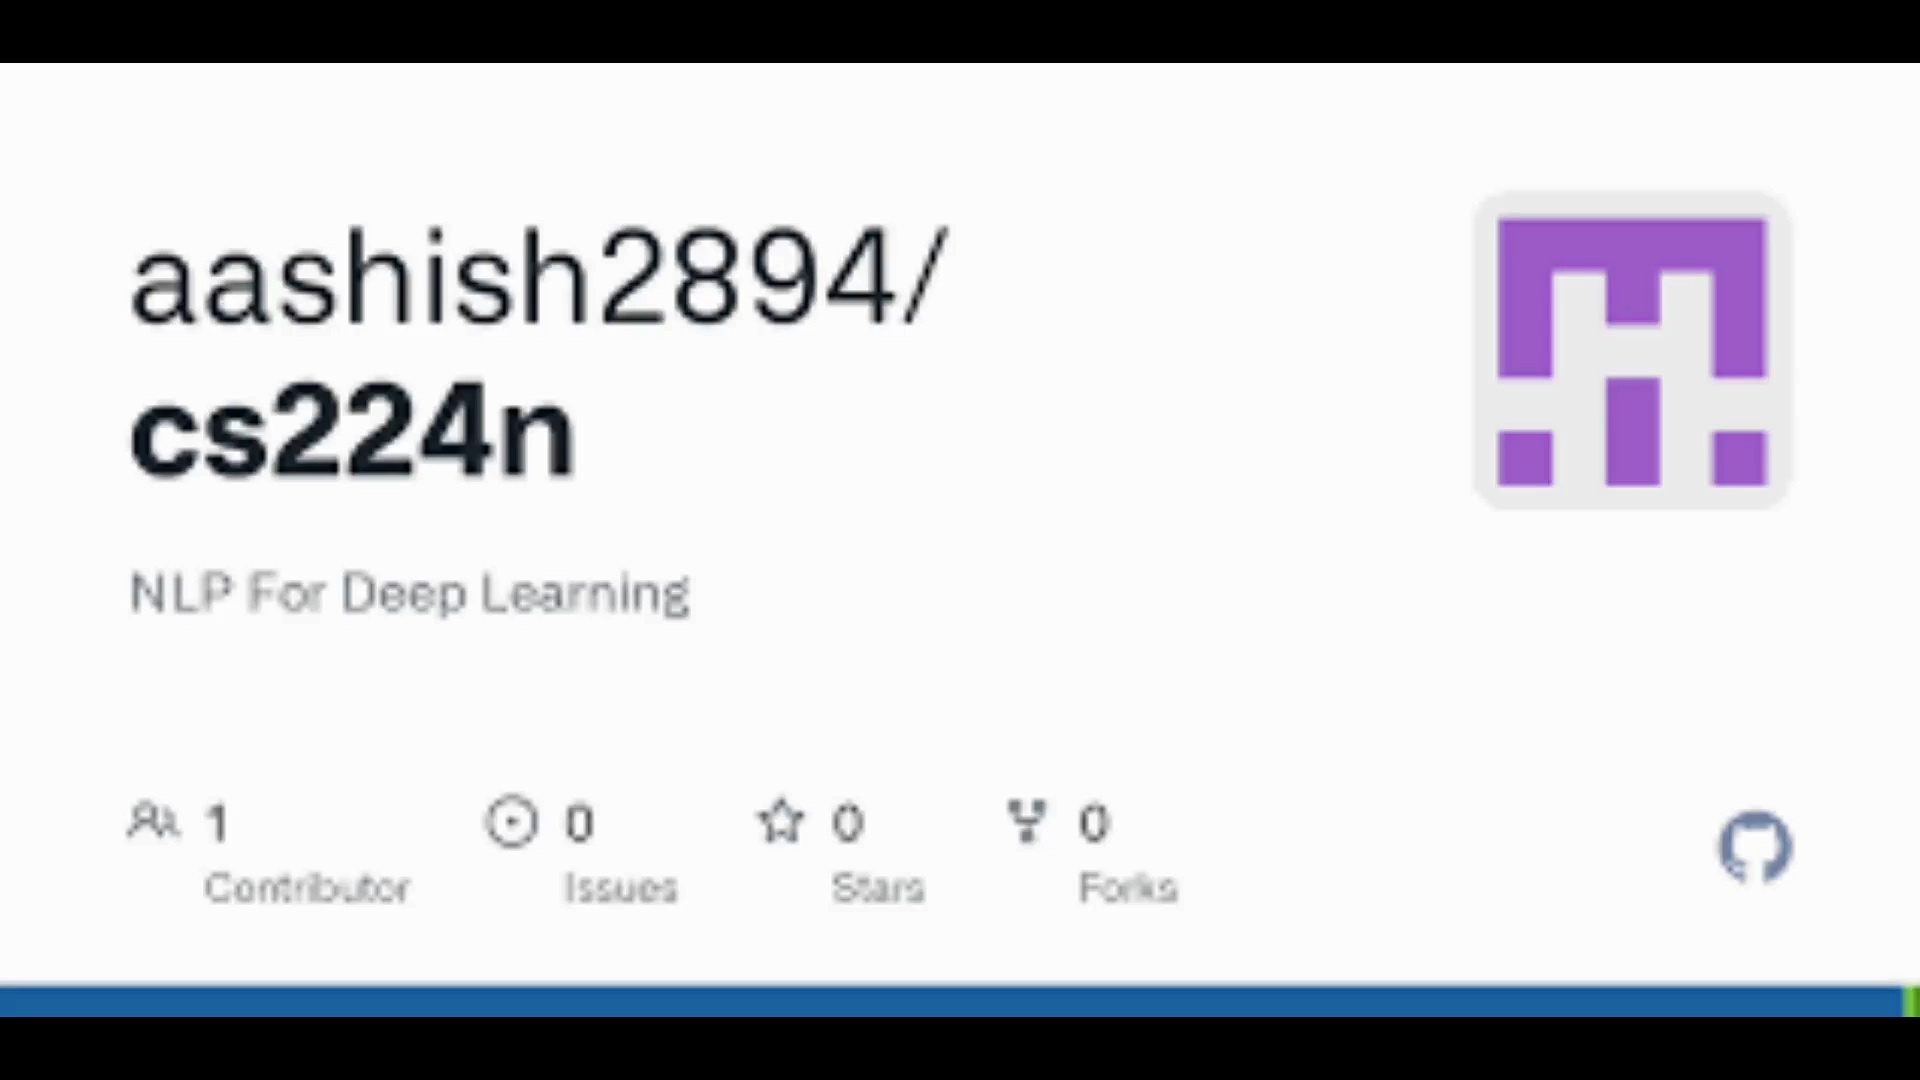 aashish2894/
cs224n
NLP For Deep Learning
1 0 0 0
Contributor Issues Stars Forks